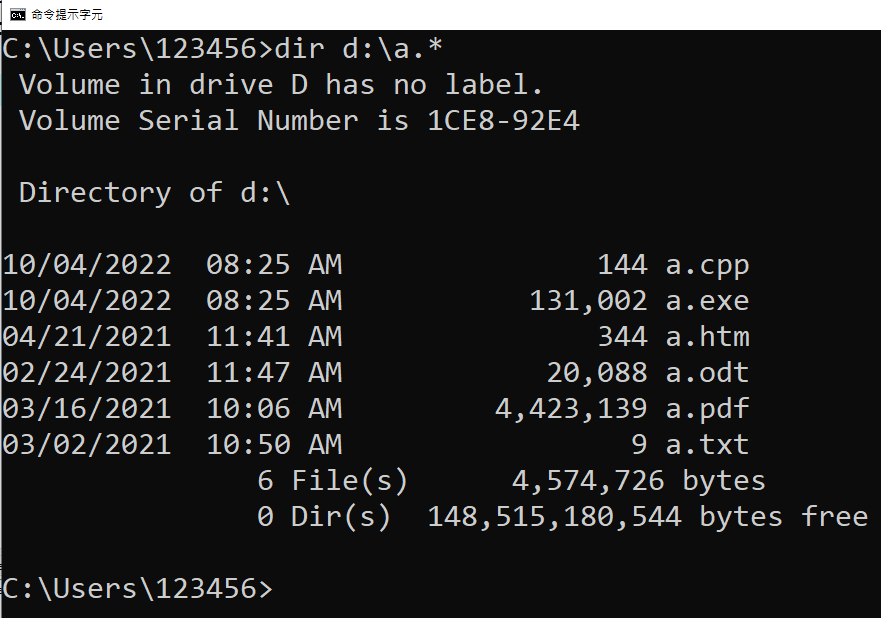 命令提示字元
C:\Users\123456>dir d:\a.*
 Volume in drive D has no label.
 Volume Serial Number is 1CE8-92E4

 Directory of d:\

10/04/2022  08:25 AM               144 a.cpp
10/04/2022  08:25 AM           131,002 a.exe
04/21/2021  11:41 AM               344 a.htm
02/24/2021  11:47 AM            20,088 a.odt
03/16/2021  10:06 AM         4,423,139 a.pdf
03/02/2021  10:50 AM                 9 a.txt
               6 File(s)      4,574,726 bytes
               0 Dir(s)  148,515,180,544 bytes free

C:\Users\123456>